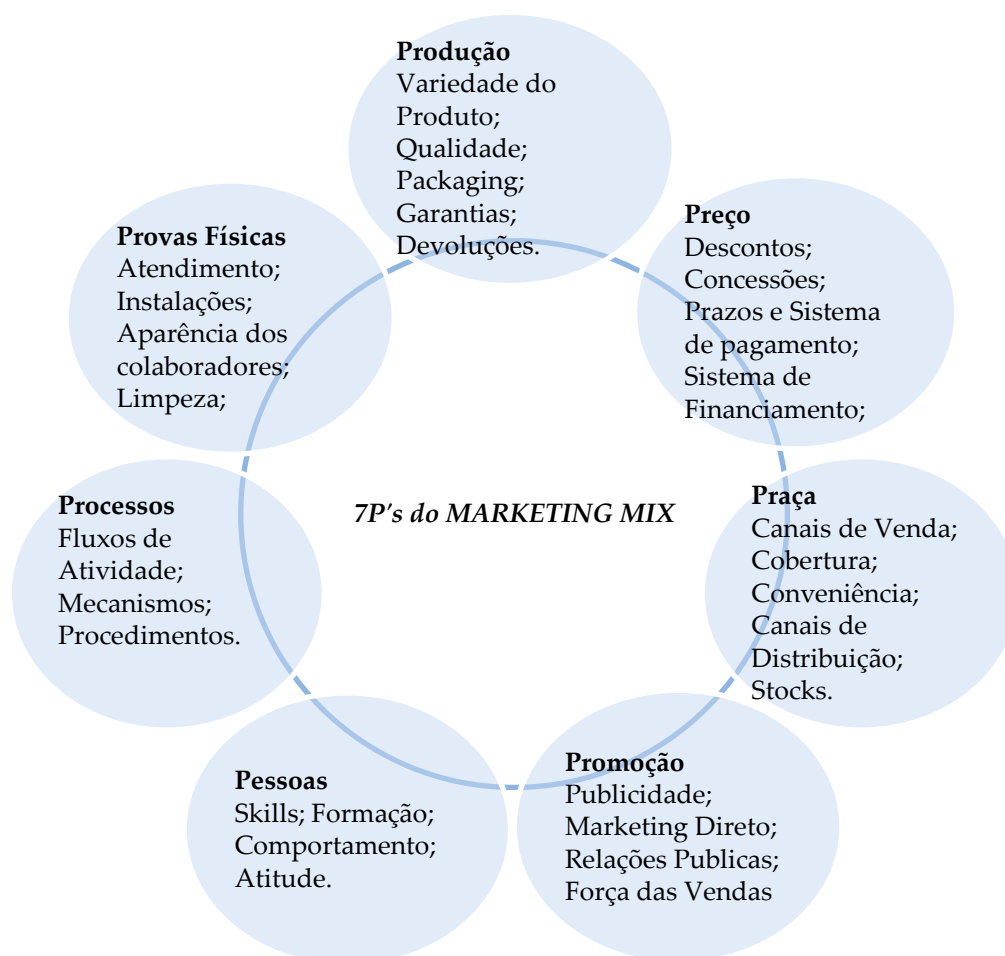 Produção
Variedade do
Produto;
Qualidade;
Packaging;
Garantias;
Devoluções.
Preço
Descontos;
Concessões;
Prazos e Sistema
de pagamento;
Sistema de
Financiamento;
Provas Físicas
Atendimento;
Instalações;
Aparência dos
colaboradores;
Limpeza;
7P's do MARKETING MIX
Praça
Canais de Venda;
Cobertura;
Conveniência;
Canais de
Distribuição;
Stocks.
Processos
Fluxos de
Atividade;
Mecanismos;
Procedimentos.
Promoção
Publicidade;
Marketing Direto;
Relações Publicas;
Força das Vendas
Pessoas
Skills; Formação;
Comportamento;
Atitude.